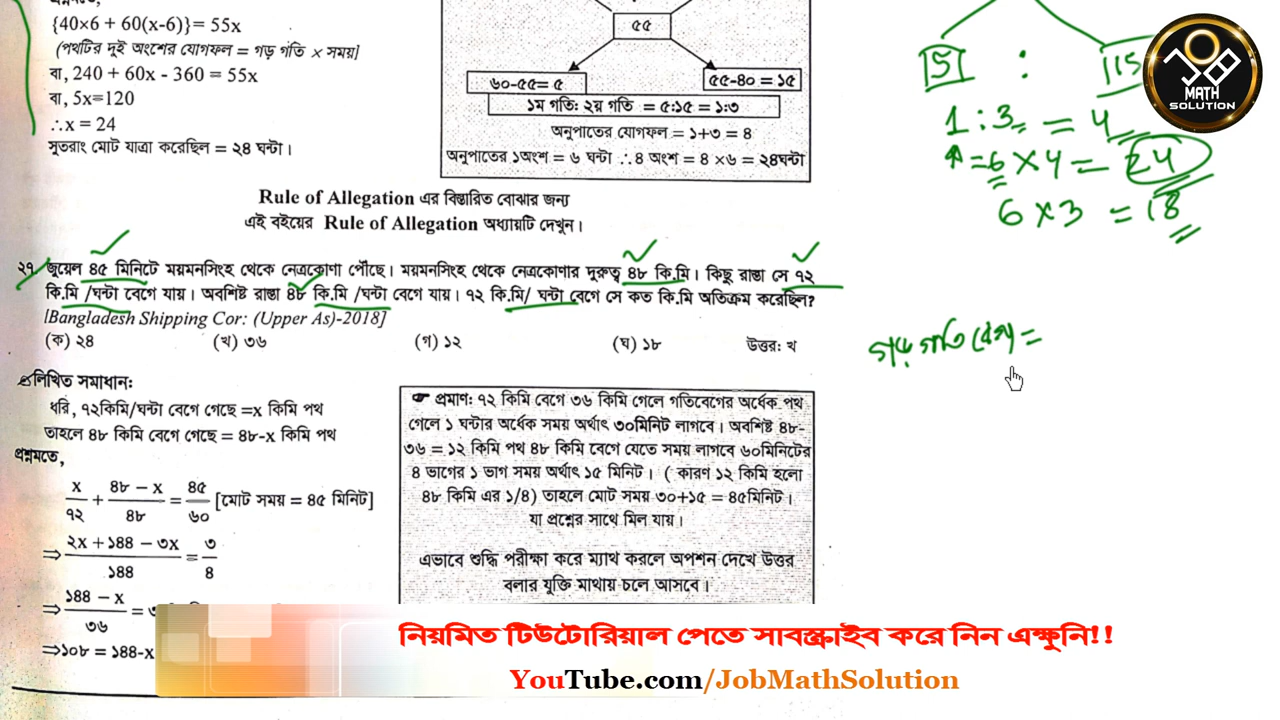 প্রশ্নমতে,
{40×6 + 60(x-6)}= 55x
(পথটির দুই অংশের যোগফল = গড় গতি × সময়]
বা, 240 + 60x - 360 = 55x
বা, 5x=120
∴x = 24
সুতরাং মোট যাত্রা করেছিল = ২৪ ঘন্টা।
৫৫
৬০-৫৫= ৫
৫৫-৪০ = ১৫
১ম গতি: ২য় গতি = ৫:১৫ = ১:৩
অনুপাতের যোগফল = ১+৩ = ৪
অনুপাতের ১অংশ = ৬ ঘন্টা ∴৪ অংশ = ৪ ×৬ = ২৪ঘন্টা
5 : 15
1 : 3 = 4
= 6 × 4 = 24
6 × 3 = 18
MATH
SOLUTION
Rule of Allegation এর বিস্তারিত বোঝার জন্য
এই বইয়ের Rule of Allegation অধ্যায়টি দেখুন।
২৭ জুয়েল ৪৫ মিনিটে ময়মনসিংহ থেকে নেত্রকোণা পৌঁছে। ময়মনসিংহ থেকে নেত্রকোণার দুরুত্ব ৪৮ কি.মি। কিছু রাস্তা সে ৭২
কি.মি /ঘন্টা বেগে যায়। অবশিষ্ট রাস্তা ৪৮ কি.মি /ঘন্টা বেগে যায়। ৭২ কি.মি/ ঘন্টা বেগে সে কত কি.মি অতিক্রম করেছিল?
[Bangladesh Shipping Cor: (Upper As)-2018]
(ক) ২৪ (খ) ৩৬ (গ) ১২ (ঘ) ১৮ উত্তর: খ
গড় গতি বেগ =
লিখিত সমাধান:
ধরি, ৭২কিমি/ঘন্টা বেগে গেছে =x কিমি পথ
তাহলে ৪৮ কিমি বেগে গেছে = ৪৮-x কিমি পথ
প্রশ্নমতে,
x/৭২ + ৪৮ – x/৪৮ = ৪৫/৬০ [মোট সময় = ৪৫ মিনিট]
⇒ ২x + ১৪৪ – ৩x/১৪৪ = ৩/৪
⇒ ১৪৪ – x/৩৬ = ৩
⇒১০৮ = ১৪৪-x
☛ প্রমাণ: ৭২ কিমি বেগে ৩৬ কিমি গেলে গতিবেগের অর্ধেক পথ
গেলে ১ ঘন্টার অর্ধেক সময় অর্থাৎ ৩০মিনিট লাগবে। অবশিষ্ট ৪৮-
৩৬ = ১২ কিমি পথ ৪৮ কিমি বেগে যেতে সময় লাগবে ৬০মিনিটের
৪ ভাগের ১ ভাগ সময় অর্থাৎ ১৫ মিনিট। ( কারণ ১২ কিমি হলো
৪৮ কিমি এর ১/৪) তাহলে মোট সময় ৩০+১৫ = ৪৫মিনিট।
যা প্রশ্নের সাথে মিল যায়।
এভাবে শুদ্ধি পরীক্ষা করে ম্যাথ করলে অপশন দেখে উত্তর
বলার যুক্তি মাথায় চলে আসবে।
নিয়মিত টিউটোরিয়াল পেতে সাবস্ক্রাইব করে নিন এক্ষুনি!!
YouTube.com/JobMathSolution